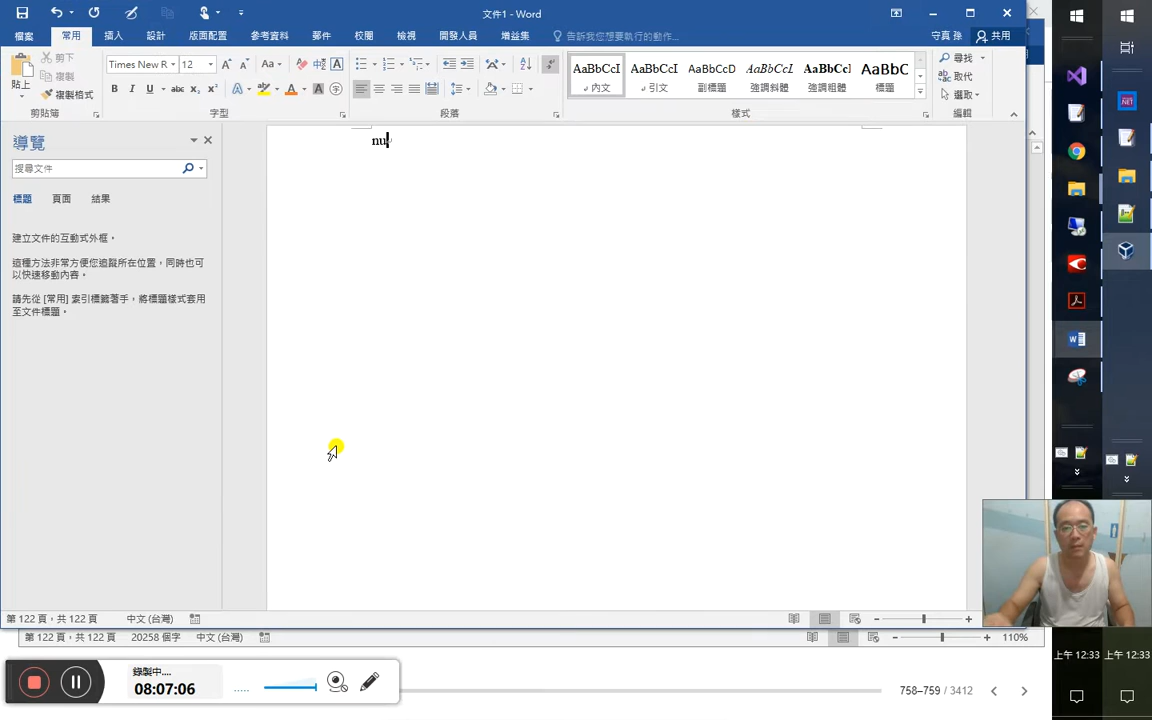 文件1 - Word
檔案 常用 插入 設計 版面配置 參考資料 郵件 校閱 檢視 開發人員 增益集 告訴我您想要執行的動作... 守真 孫 共用
貼上 剪下 複製 複製格式
Times New R 12 Aa A
B I U abc x₂ x² A A A 字
AaBbCcI AaBbCcI AaBbCcD AaBbCcL AaBbCcl AaBbC
↲ 內文 ↲ 引文 副標題 強調斜體 強調粗體 標題
尋找 取代 選取
剪貼簿 字型 段落 樣式 編輯
導覽
搜尋文件
標題 頁面 結果
建立文件的互動式外框。
這種方法非常方便您追蹤所在位置，同時也可
以快速移動內容。
請先從 [常用] 索引標籤著手，將標題樣式套用
至文件標題。
nu
第 122 頁，共 122 頁 中文 (台灣)
第 122 頁，共 122 頁 20258 個字 中文 (台灣) 110%
錄製中....
08:07:06
758–759 / 3412
上午 12:33 上午 12:33